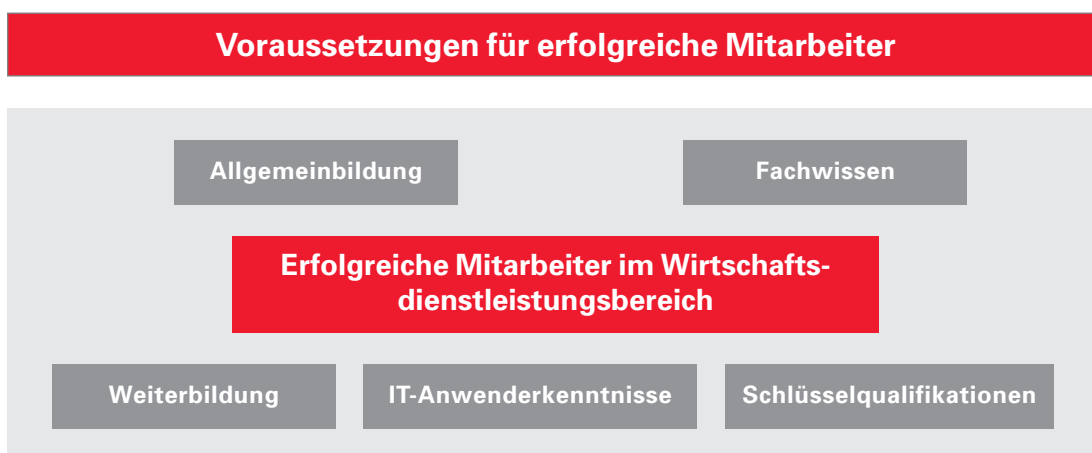 Voraussetzungen für erfolgreiche Mitarbeiter
Allgemeinbildung
Fachwissen
Erfolgreiche Mitarbeiter im Wirtschafts-
dienstleistungsbereich
Weiterbildung
IT-Anwenderkenntnisse
Schlüsselqualifikationen